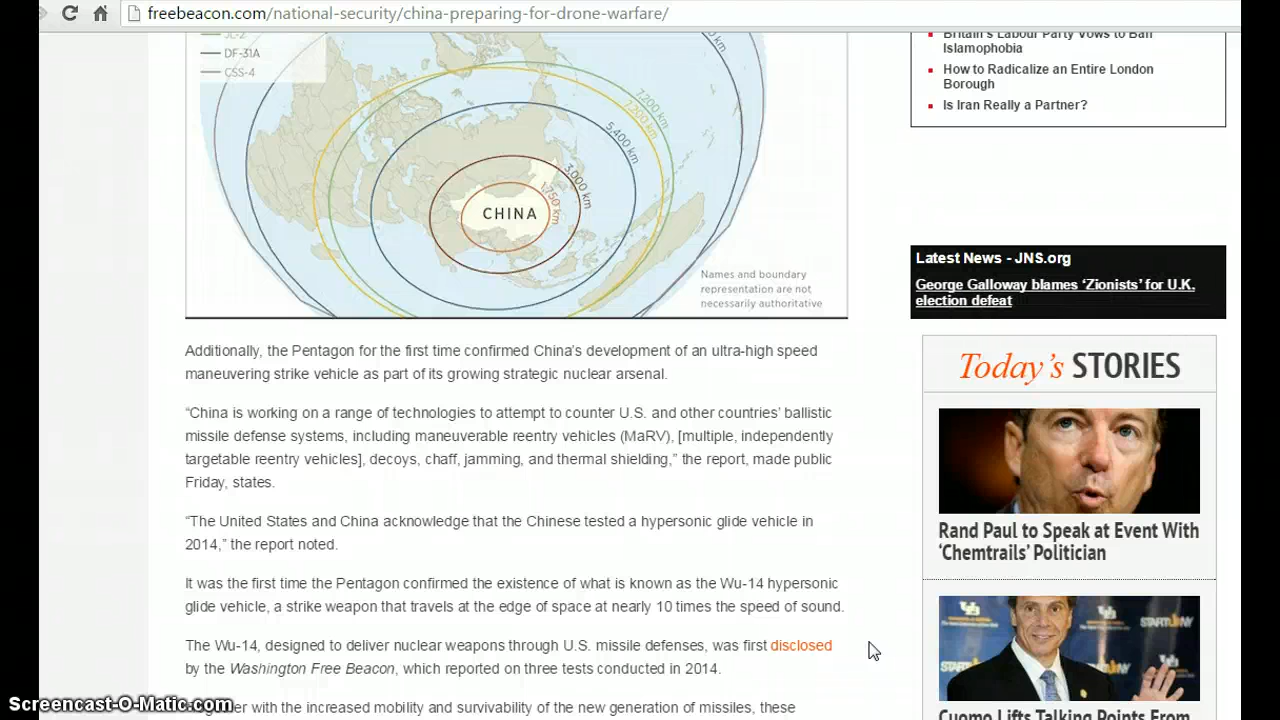 freebeacon.com/national-security/china-preparing-for-drone-warfare/
JL-2
DF-31A
CSS-4
km
7,200 km
7,200 km
5,400 km
3,000 km
1,750 km
CHINA
Names and boundary
representation are not
necessarily authoritative
Additionally, the Pentagon for the first time confirmed China's development of an ultra-high speed
maneuvering strike vehicle as part of its growing strategic nuclear arsenal.
“China is working on a range of technologies to attempt to counter U.S. and other countries' ballistic
missile defense systems, including maneuverable reentry vehicles (MaRV), [multiple, independently
targetable reentry vehicles], decoys, chaff, jamming, and thermal shielding,” the report, made public
Friday, states.
“The United States and China acknowledge that the Chinese tested a hypersonic glide vehicle in
2014,” the report noted.
It was the first time the Pentagon confirmed the existence of what is known as the Wu-14 hypersonic
glide vehicle, a strike weapon that travels at the edge of space at nearly 10 times the speed of sound.
The Wu-14, designed to deliver nuclear weapons through U.S. missile defenses, was first disclosed
by the Washington Free Beacon, which reported on three tests conducted in 2014.
with the increased mobility and survivability of the new generation of missiles, these
Britain's Labour Party Vows to Ban
Islamophobia
How to Radicalize an Entire London
Borough
Is Iran Really a Partner?
Latest News - JNS.org
George Galloway blames ‘Zionists’ for U.K.
election defeat
Today's STORIES
Rand Paul to Speak at Event With
‘Chemtrails’ Politician
STARTUP NY
Cuomo Lifts Talking Points From
Screencast-O-Matic.com